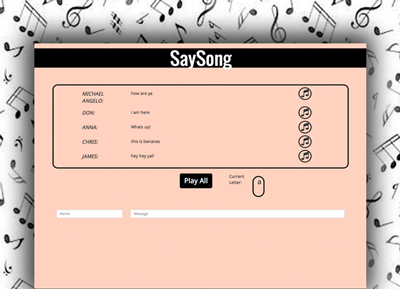 SaySong
MICHAEL ANGELO: how are ya
DON: i am here
ANNA: Whats up!
CHRIS: this is bananas
JAMES: hey hey yall
Play All
Current Letter: a
Name
Message